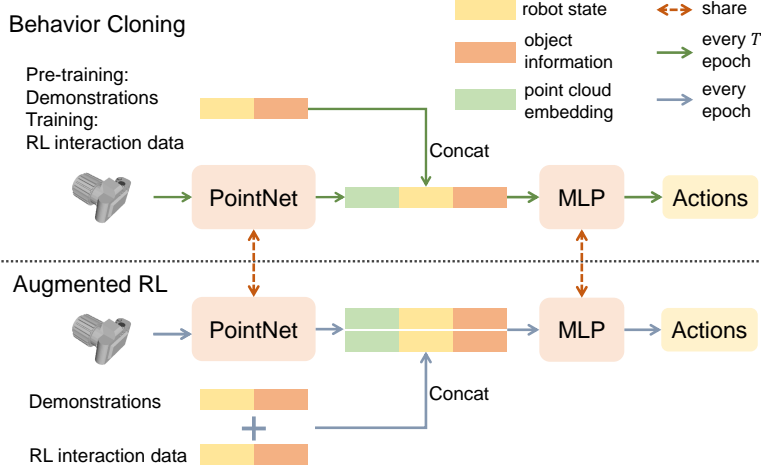 Behavior Cloning
robot state
share
object
information
every T
epoch
point cloud
embedding
every
epoch
Pre-training:
Demonstrations
Training:
RL interaction data
Concat
PointNet
MLP
Actions
Augmented RL
PointNet
MLP
Actions
Concat
Demonstrations
RL interaction data